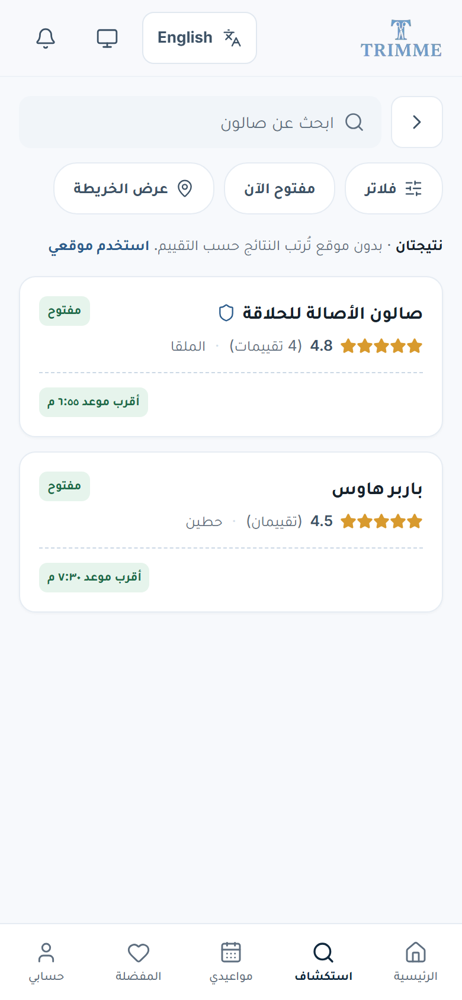 TRIMME
English
ابحث عن صالون
فلاتر
مفتوح الآن
عرض الخريطة
نتيجتان · بدون موقع تُرتب النتائج حسب التقييم. استخدم موقعي
صالون الأصالة للحلاقة
مفتوح
4.8 (4 تقييمات) · الملقا
أقرب موعد ٦:٥٥ م
باربر هاوس
مفتوح
4.5 (تقييمان) · حطين
أقرب موعد ٧:٣٠ م
الرئيسية
استكشاف
مواعيدي
المفضلة
حسابي